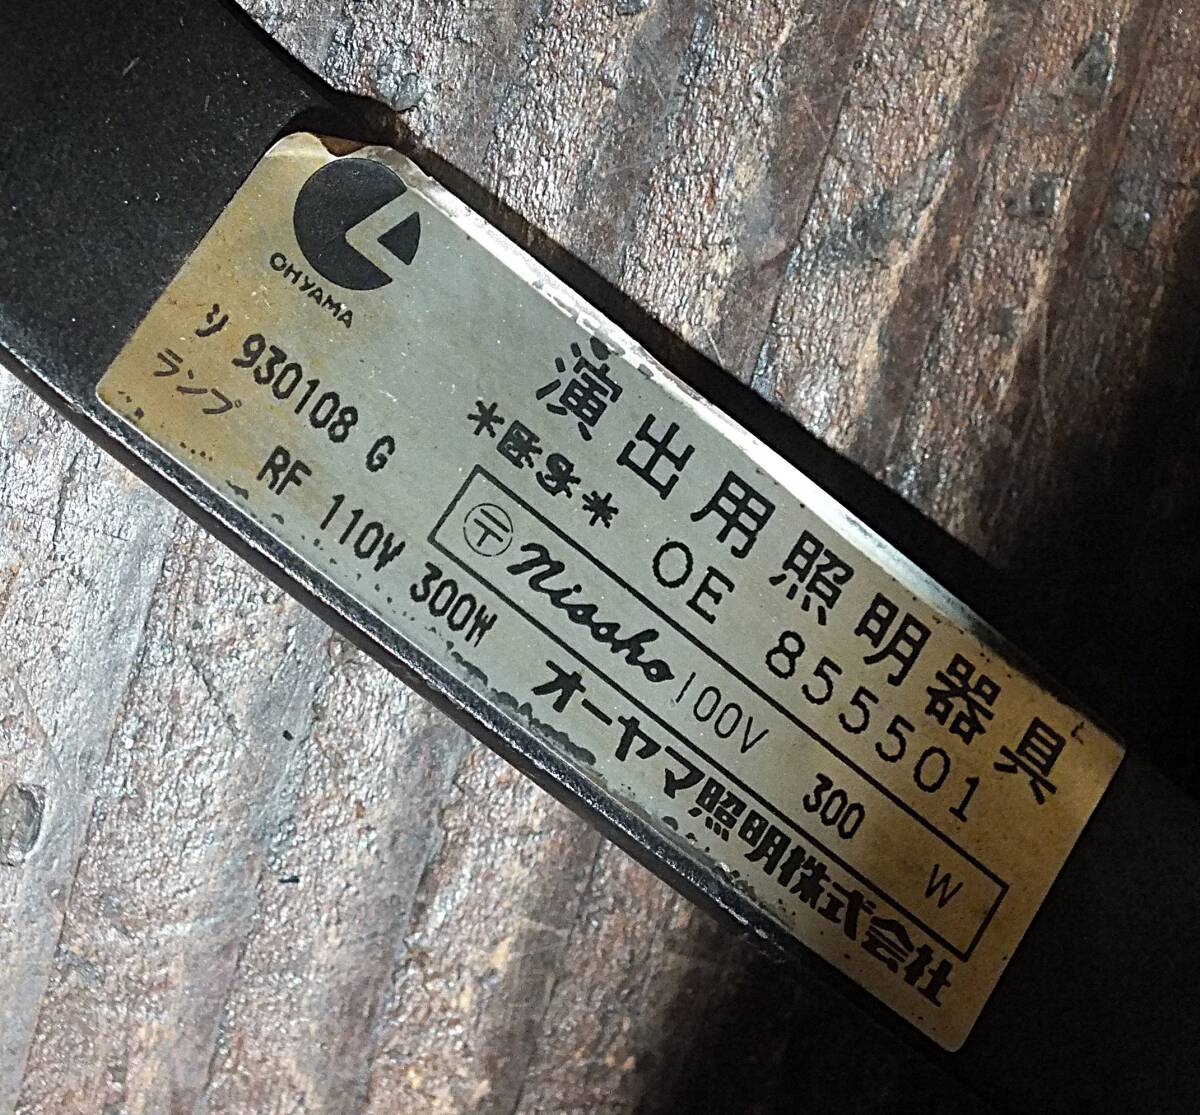 OHYAMA
演出用照明器具
OE 855501
シリ 930108 G
〒 Nissho 100V 300 W
ランプ RF 110V 300W
オーヤマ照明株式会社